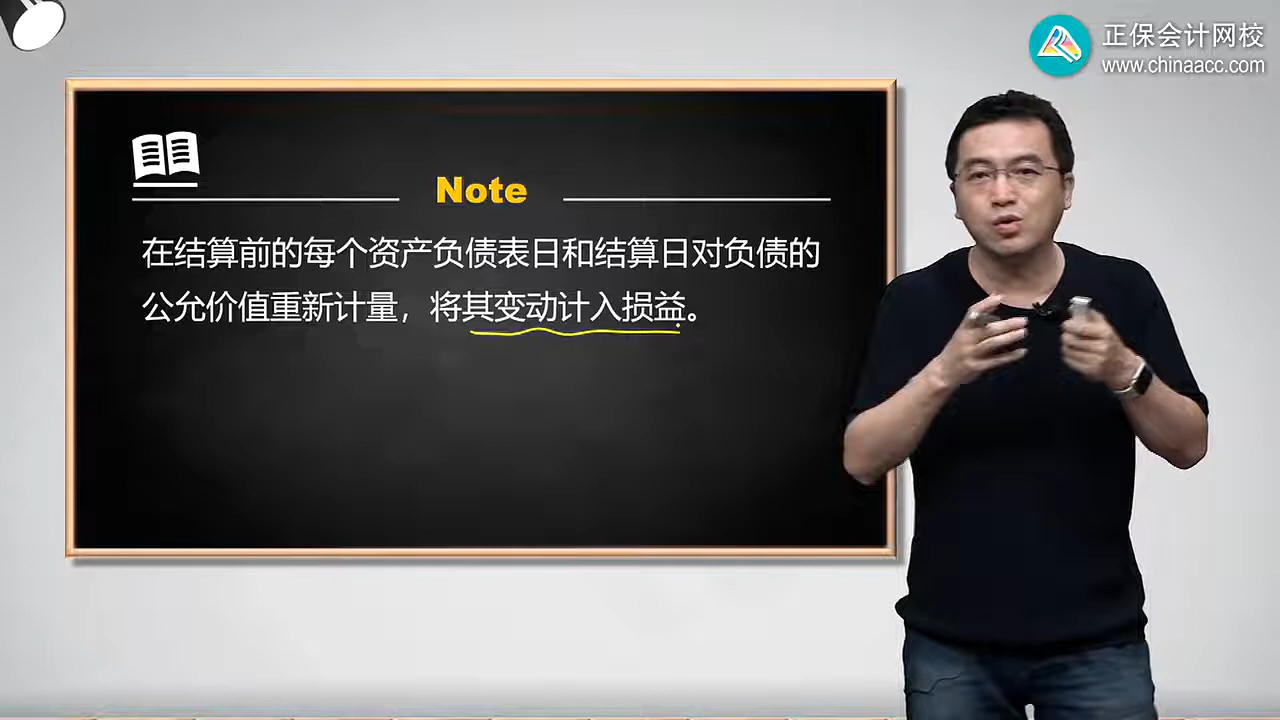 正保会计网校
www.chinaacc.com
Note
在结算前的每个资产负债表日和结算日对负债的
公允价值重新计量，将其变动计入损益。